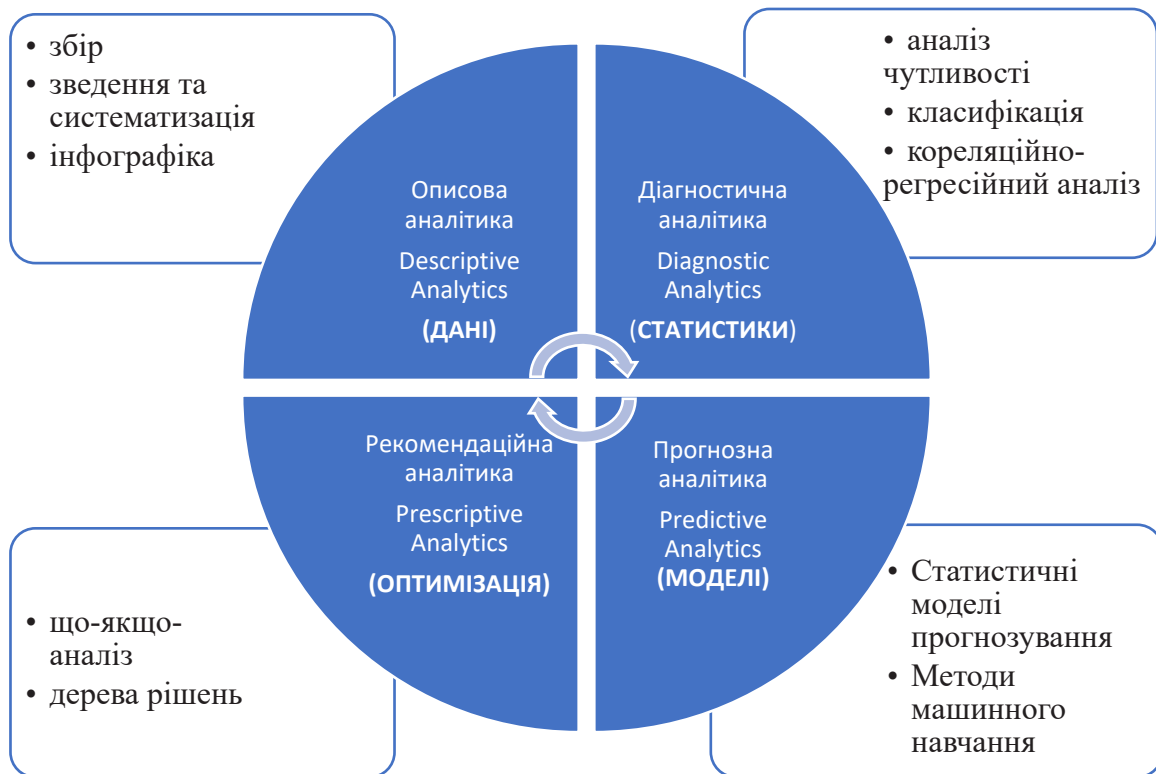 • збір
• зведення та
систематизація
• інфографіка
• аналіз
чутливості
• класифікація
• кореляційно-
регресійний аналіз
Описова
аналітика
Descriptive
Analytics
(ДАНІ)
Діагностична
аналітика
Diagnostic
Analytics
(СТАТИСТИКИ)
Рекомендаційна
аналітика
Prescriptive
Analytics
(ОПТИМІЗАЦІЯ)
Прогнозна
аналітика
Predictive
Analytics
(МОДЕЛІ)
• що-якщо-
аналіз
• дерева рішень
• Статистичні
моделі
прогнозування
• Методи
машинного
навчання